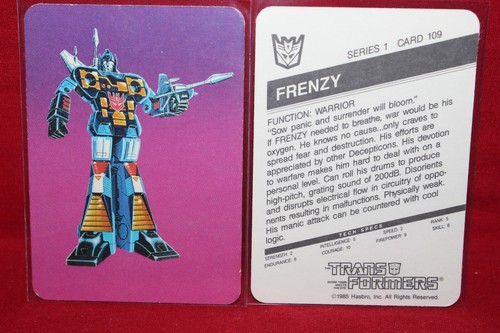 SERIES 1 CARD 109
FRENZY
FUNCTION: WARRIOR
"Sow panic and surrender will bloom."
If FRENZY needed to breathe, war would be his
oxygen. He knows no cause...only craves to
spread fear and destruction. His efforts are
appreciated by other Decepticons. His devotion
to warfare makes him hard to deal with on a
personal level. Can roll his drums to produce
high-pitch, grating sound of 200dB. Disorients
and disrupts electrical flow in circuitry of oppo-
nents resulting in malfunctions. Physically weak.
His manic attack can be countered with cool
logic.
TECH SPECS
STRENGTH: 3 INTELLIGENCE: 5 SPEED: 2 RANK: 5
ENDURANCE: 6 COURAGE: 10 FIREPOWER: 6 SKILL: 6
TRANSFORMERS
©1985 Hasbro, Inc. All Rights Reserved.